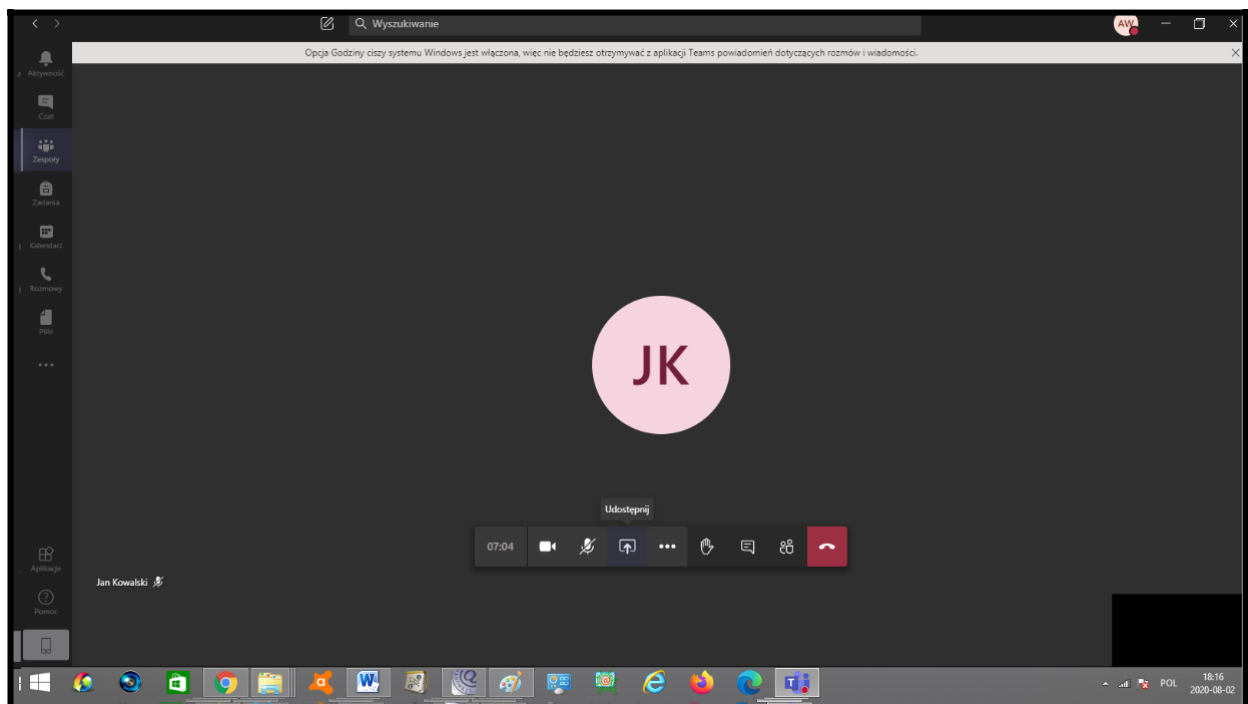 Wyszukiwanie
AW
Opcja Godziny ciszy systemu Windows jest włączona, więc nie będziesz otrzymywać z aplikacji Teams powiadomień dotyczących rozmów i wiadomości.
Aktywność
Czat
Zespoły
Zadania
Kalendarz
Rozmowy
Pliki
JK
Udostępnij
07:04
Aplikacje
Jan Kowalski
Pomoc
POL
18:16
2020-08-02